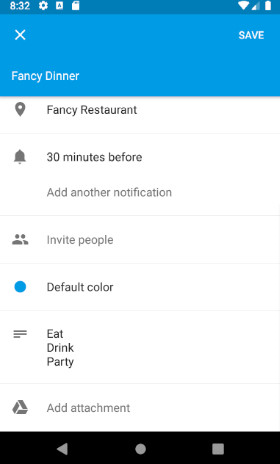 8:32
SAVE
Fancy Dinner
Fancy Restaurant
30 minutes before
Add another notification
Invite people
Default color
Eat
Drink
Party
Add attachment